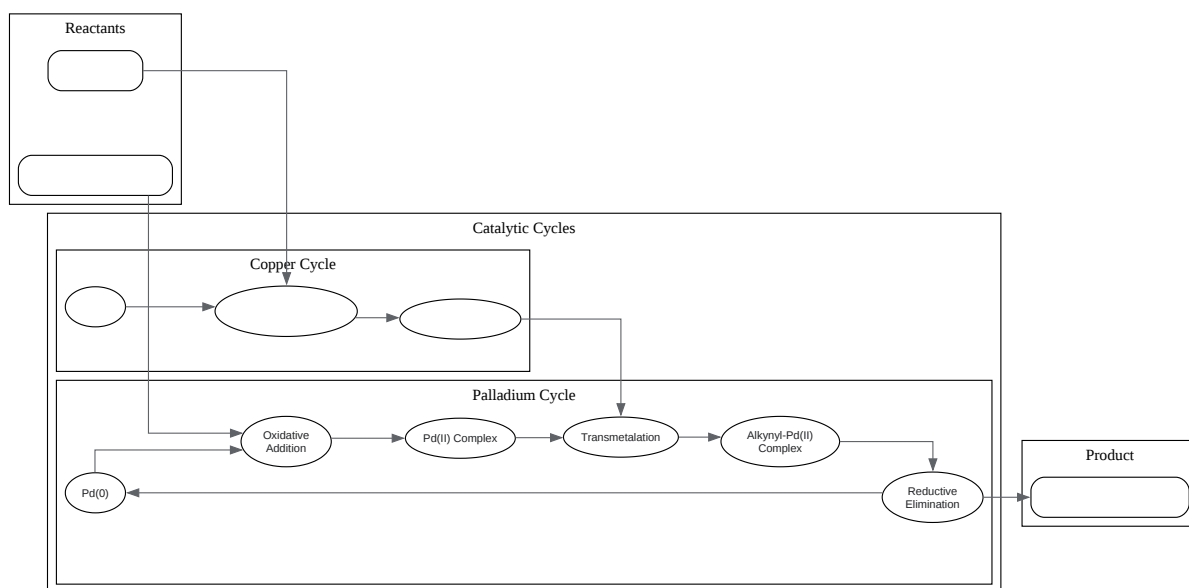 Reactants
Catalytic Cycles
Copper Cycle
Palladium Cycle
Oxidative
Addition
Pd(II) Complex
Transmetalation
Alkynyl-Pd(II)
Complex
Pd(0)
Reductive
Elimination
Product